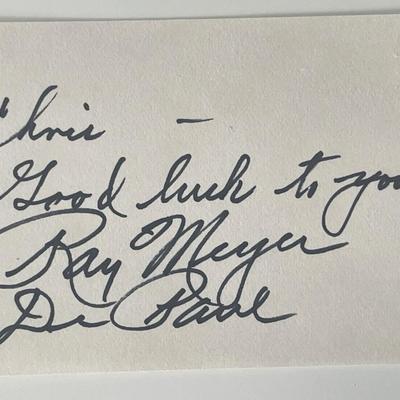 Chris —
Good luck to you
Ray Meyer
De Paul